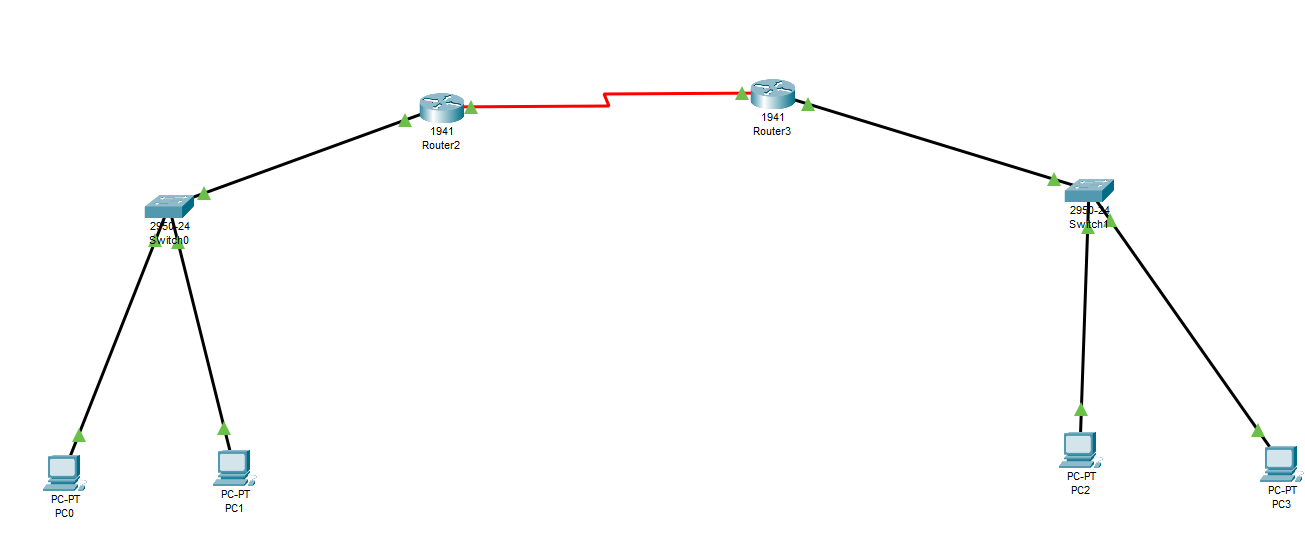 1941
Router2
1941
Router3
2950-24
Switch0
2950-24
Switch1
PC-PT
PC0
PC-PT
PC1
PC-PT
PC2
PC-PT
PC3